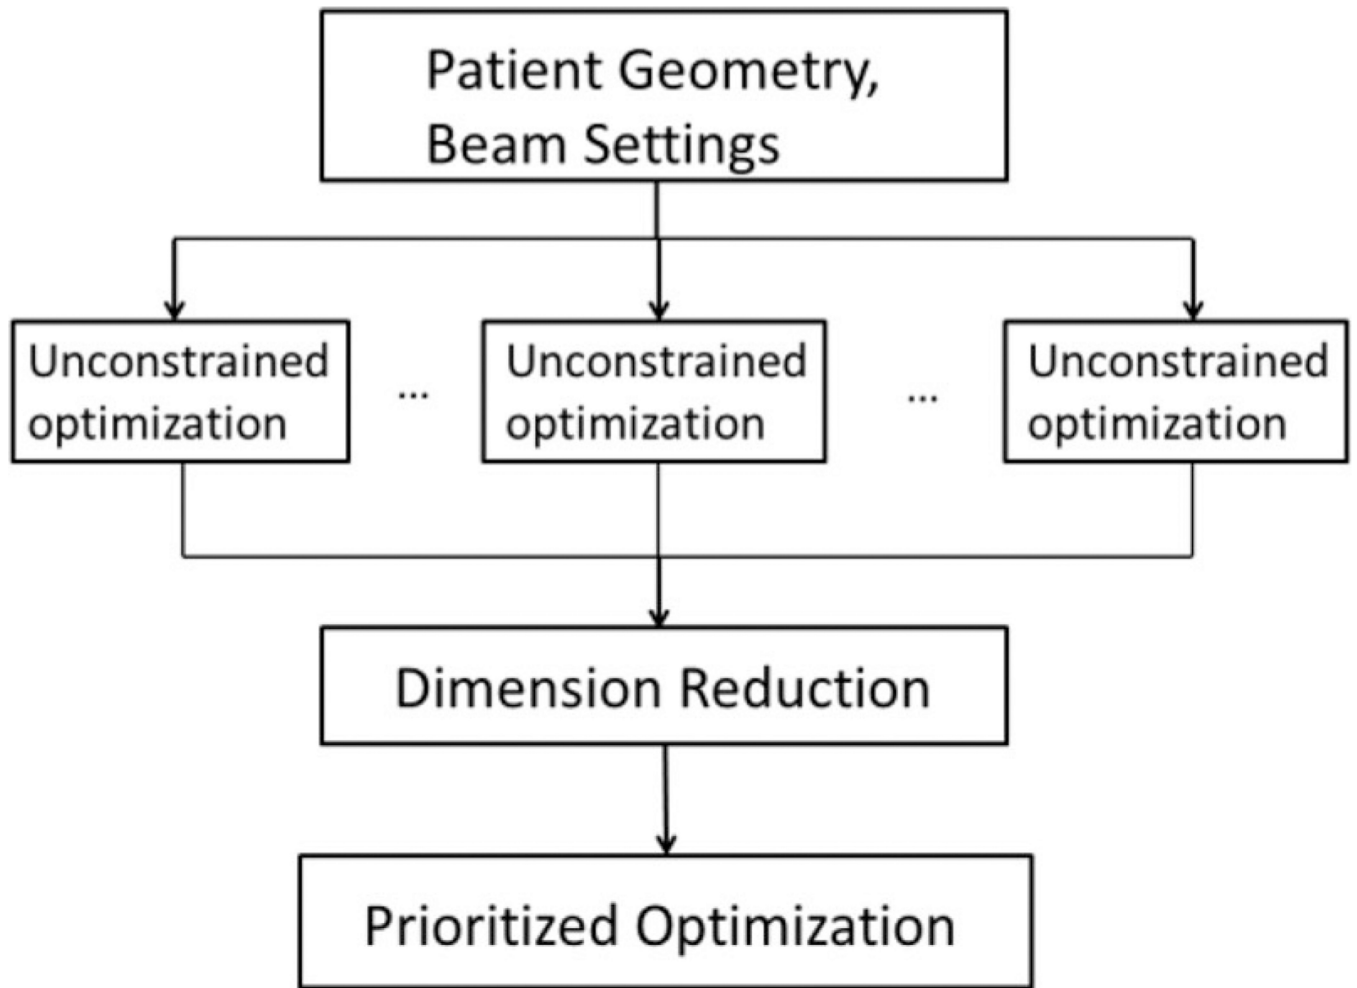 Patient Geometry,
Beam Settings
Unconstrained
optimization
...
Unconstrained
optimization
...
Unconstrained
optimization
Dimension Reduction
Prioritized Optimization